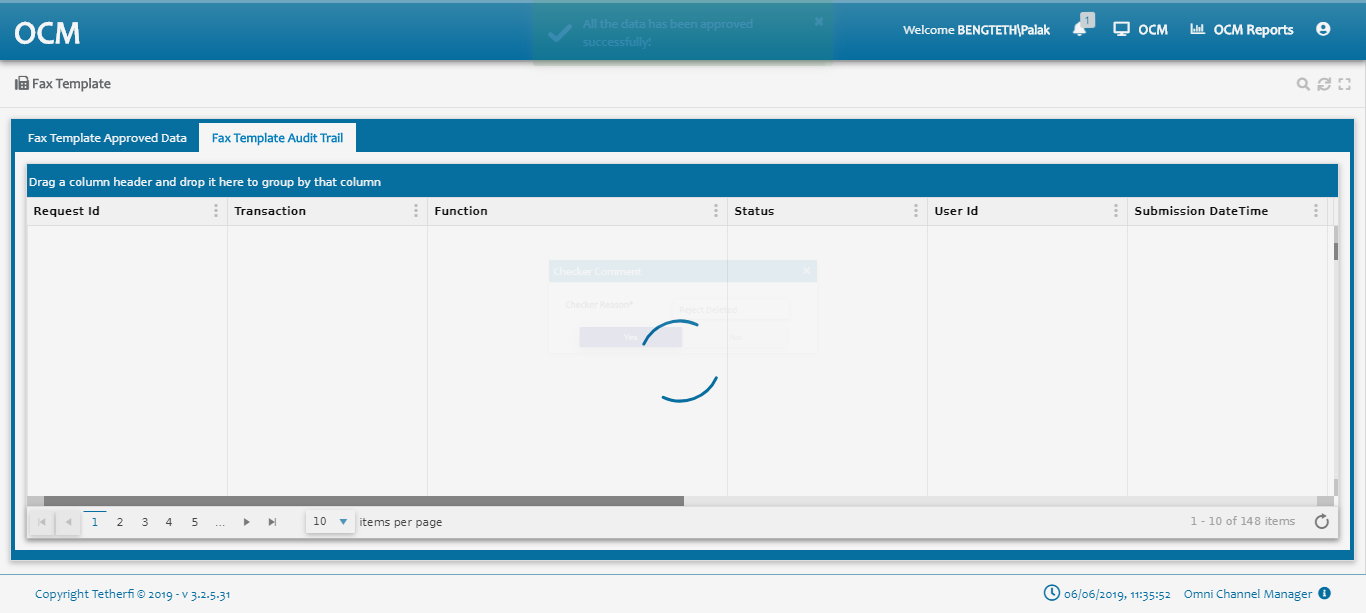 OCM
All the data has been approved
successfully!
Welcome BENGTETH\Palak
1
OCM
OCM Reports
Fax Template
Fax Template Approved Data
Fax Template Audit Trail
Drag a column header and drop it here to group by that column
Request Id
Transaction
Function
Status
User Id
Submission DateTime
Checker Comment
Checker Reason*
Yes
1 2 3 4 5 ...
10
items per page
1 - 10 of 148 items
Copyright Tetherfi © 2019 - v 3.2.5.31
06/06/2019, 11:35:52
Omni Channel Manager